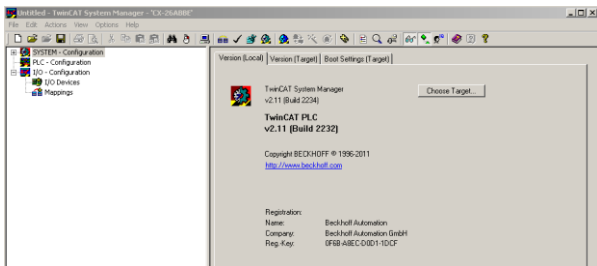 Untitled - TwinCAT System Manager - 'CX-26ABBE'
File Edit Actions View Options Help
SYSTEM - Configuration
PLC - Configuration
I/O - Configuration
I/O Devices
Mappings
Version (Local) Version (Target) Boot Settings (Target)
TwinCAT System Manager
v2.11 (Build 2234)
Choose Target...
TwinCAT PLC
v2.11 (Build 2232)
Copyright BECKHOFF © 1996-2011
http://www.beckhoff.com
Registration:
Name: Beckhoff Automation
Company: Beckhoff Automation GmbH
Reg.-Key: 0F6B-A8EC-D0D1-1DCF